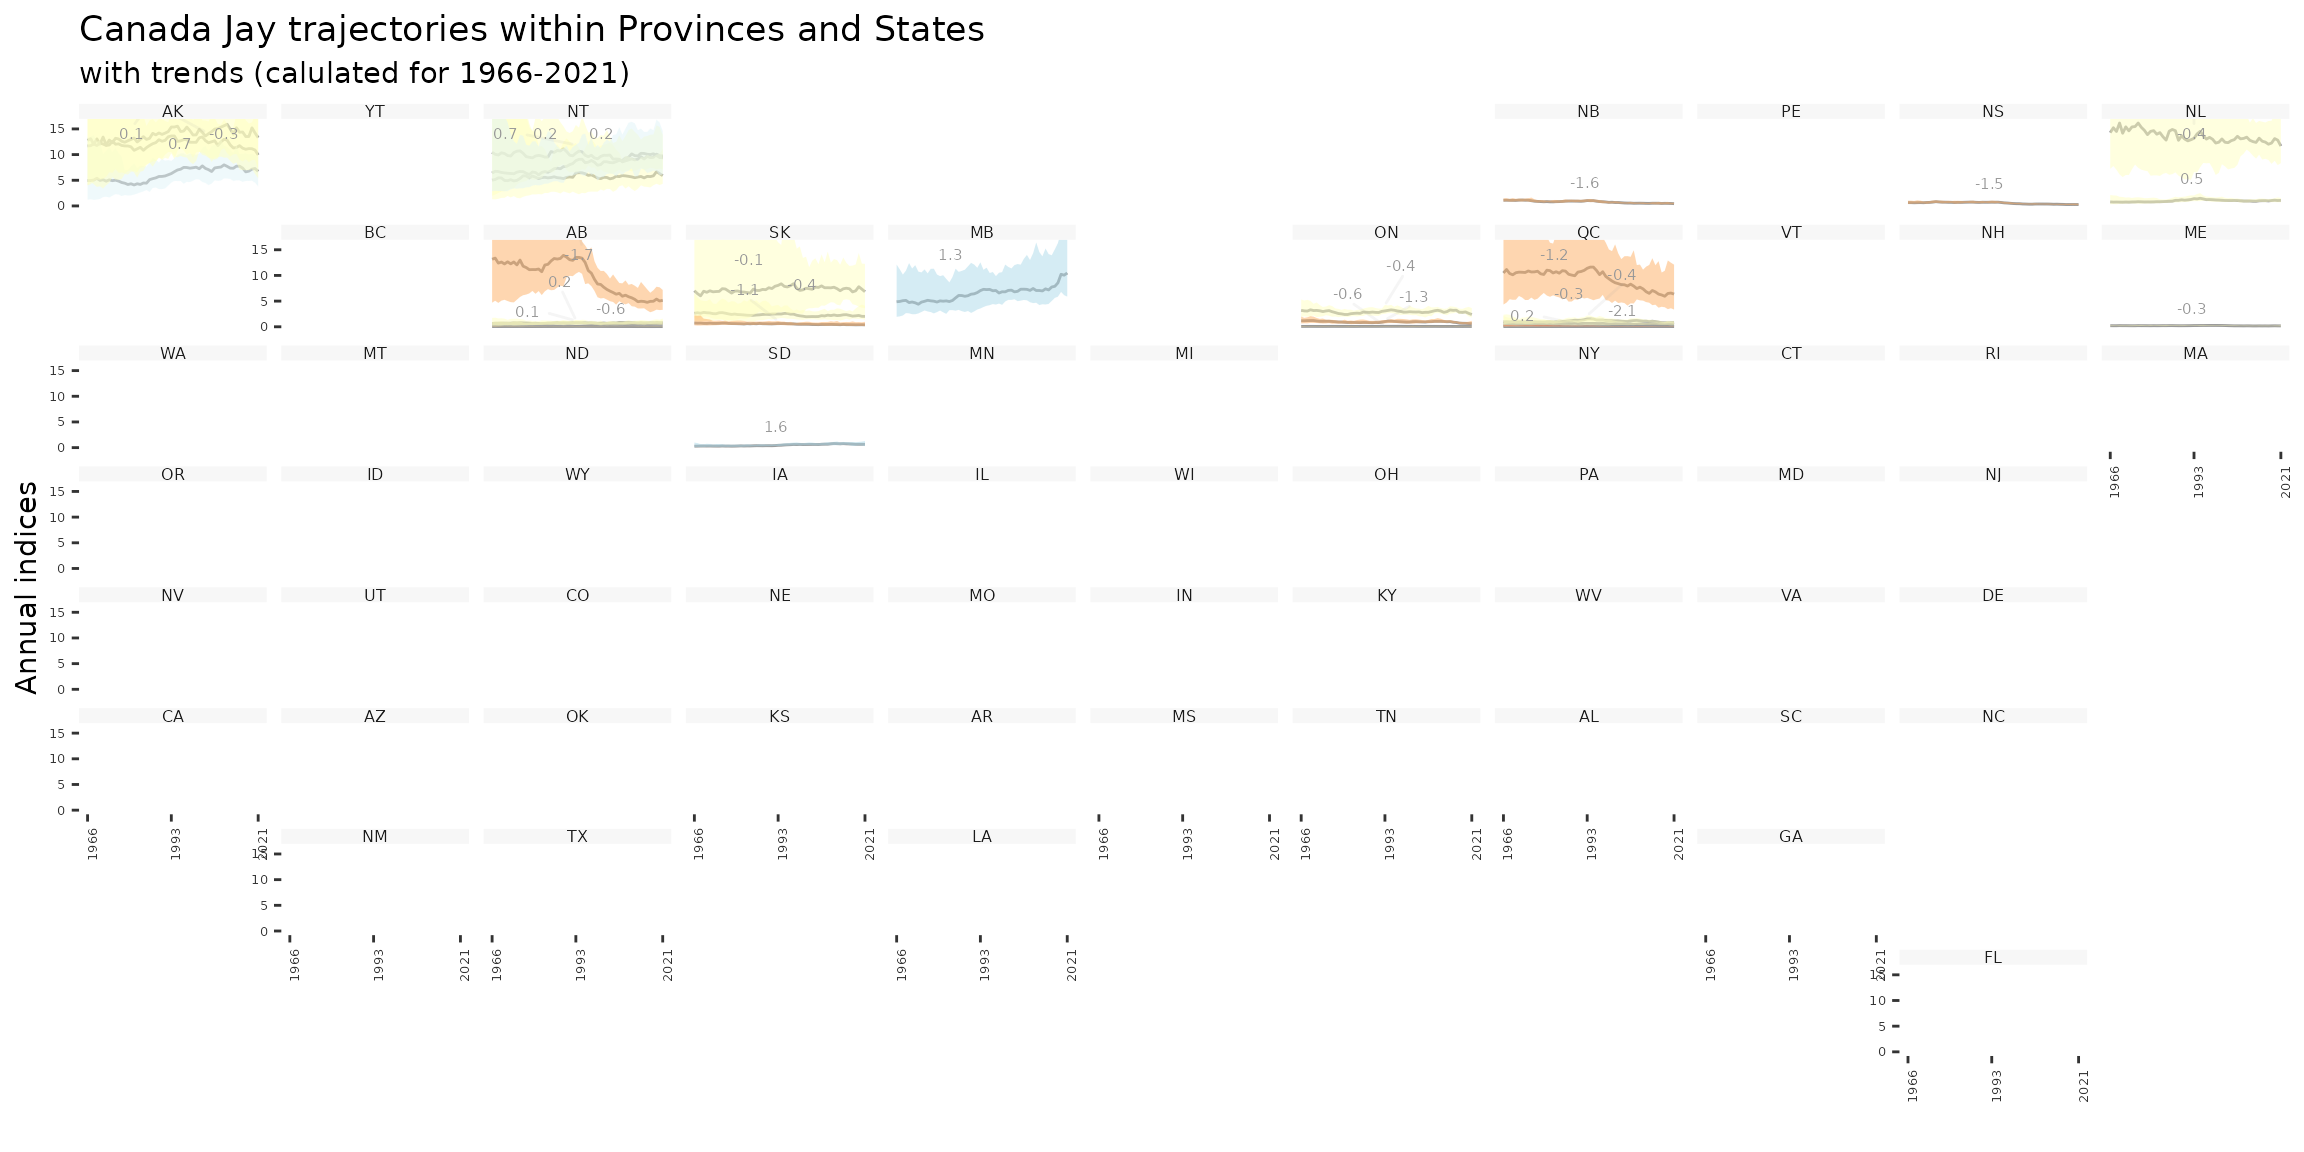 Canada Jay trajectories within Provinces and States
with trends (calulated for 1966-2021)
AK YT NT NB PE NS NL
15 0.1 -0.3 0.7 0.2 0.2 -0.4
0.7
10
5 -1.6 -1.5 0.5
0
BC AB SK MB ON QC VT NH ME
15 -1.7 -0.1 1.3 -1.2
10 0.2 -1.1 -0.4 -0.4 -0.4
5 0.1 -0.6 -0.6 -1.3 -0.3 0.2 -2.1 -0.3
0
WA MT ND SD MN MI NY CT RI MA
15
10
5 1.6
0
OR ID WY IA IL WI OH PA MD NJ
1966 1993 2021
15
10
5
0
NV UT CO NE MO IN KY WV VA DE
15
10
5
0
CA AZ OK KS AR MS TN AL SC NC
15
10
5
0
1966 1993 2021 1966 1993 2021 1966 1993 2021 1966 1993 2021 1966 1993 2021
NM TX LA GA
15
10
5
0
1966 1993 2021 1966 1993 2021 1966 1993 2021 1966 1993 2021
FL
15
10
5
0
1966 1993 2021
Annual indices